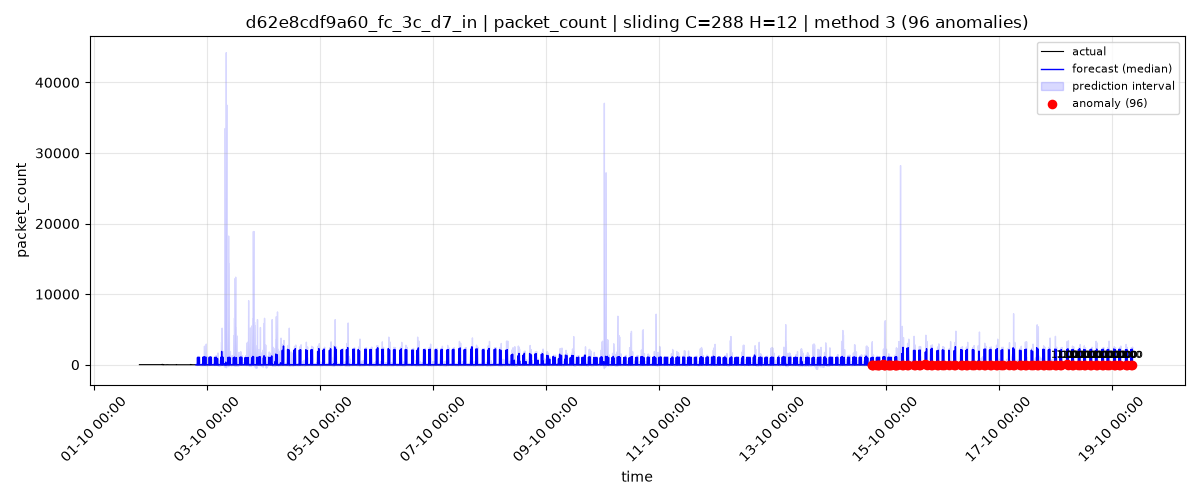 d62e8cdf9a60_fc_3c_d7_in | packet_count | sliding C=288 H=12 | method 3 (96 anomalies)
actual
forecast (median)
prediction interval
anomaly (96)
packet_count
40000
30000
20000
10000
0
01-10 00:00
03-10 00:00
05-10 00:00
07-10 00:00
09-10 00:00
11-10 00:00
13-10 00:00
15-10 00:00
17-10 00:00
19-10 00:00
time